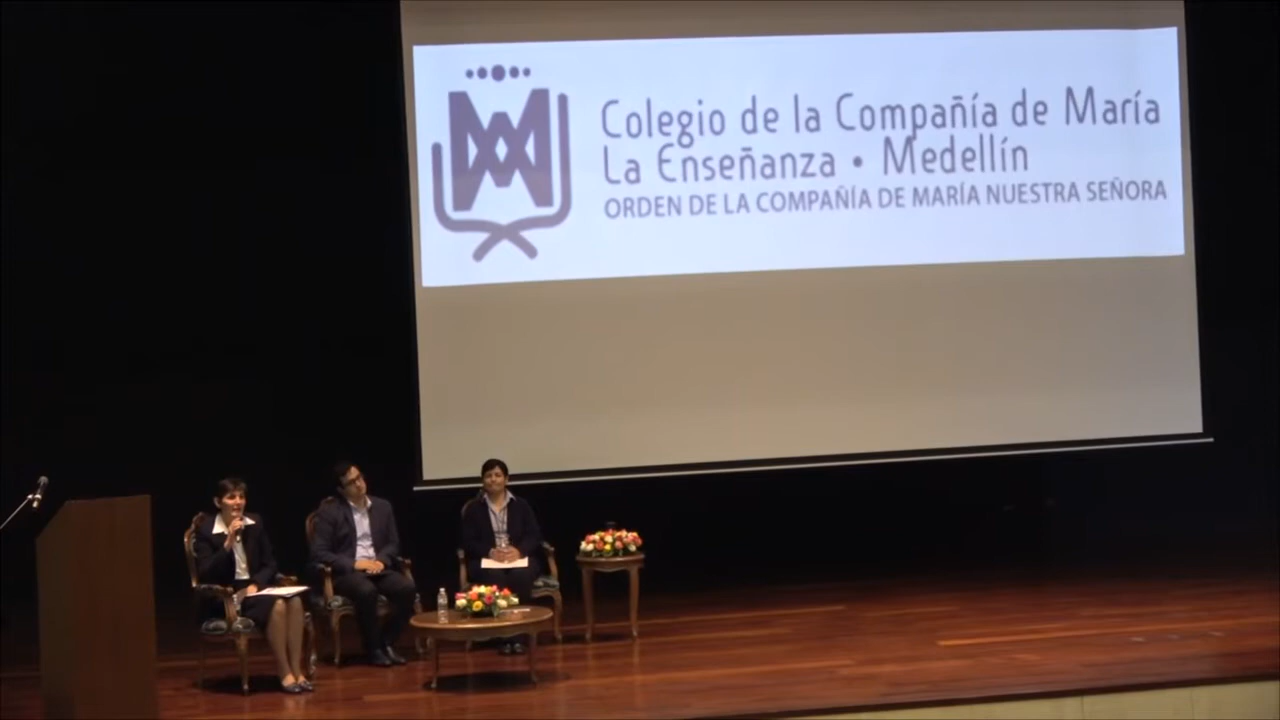 Colegio de la Compañía de María
La Enseñanza • Medellín
ORDEN DE LA COMPAÑÍA DE MARÍA NUESTRA SEÑORA